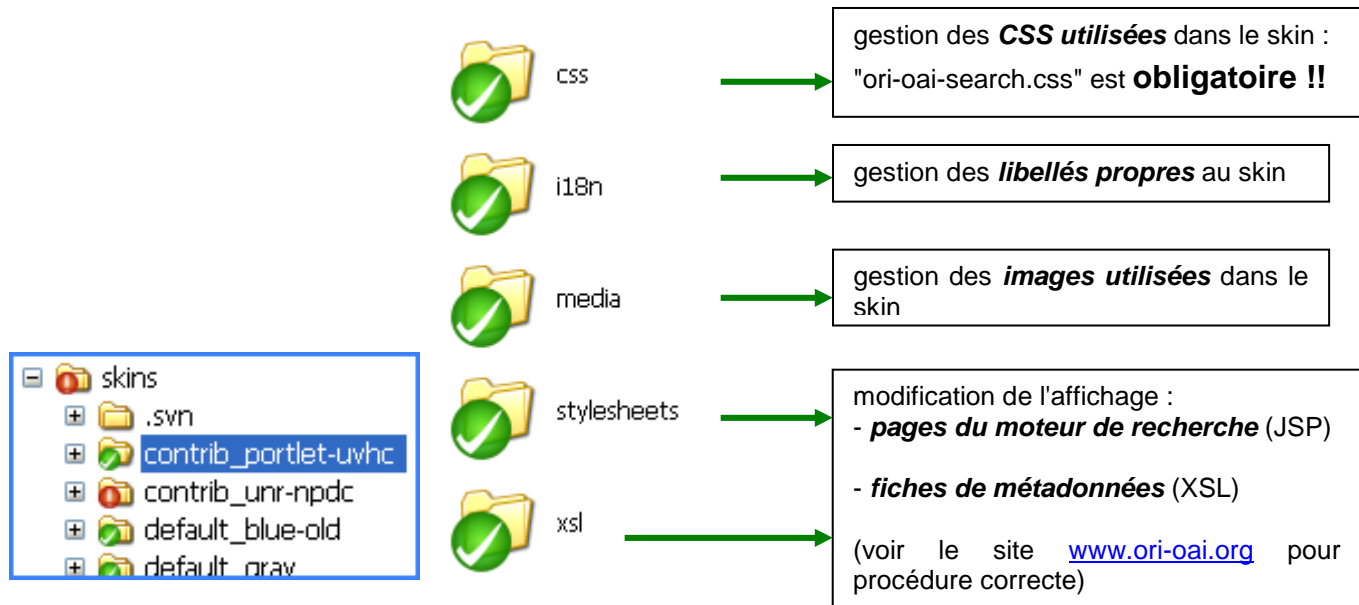 css
gestion des CSS utilisées dans le skin :
"ori-oai-search.css" est obligatoire !!
i18n
gestion des libellés propres au skin
media
gestion des images utilisées dans le
skin
skins
.svn
contrib_portlet-uvhc
contrib_unr-npdc
default_blue-old
default_gray
stylesheets
xsl
modification de l'affichage :
- pages du moteur de recherche (JSP)
- fiches de métadonnées (XSL)
(voir le site www.ori-oai.org pour
procédure correcte)